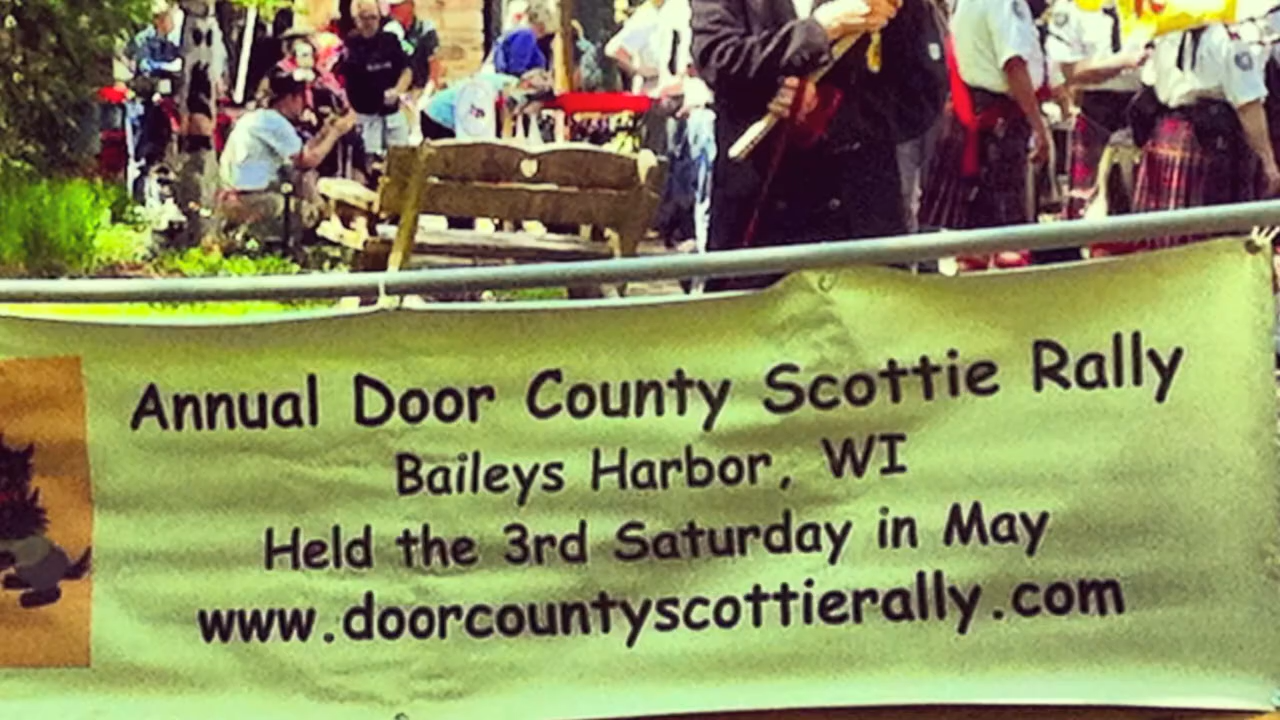 Annual Door County Scottie Rally
Baileys Harbor, WI
Held the 3rd Saturday in May
www.doorcountyscottierally.com